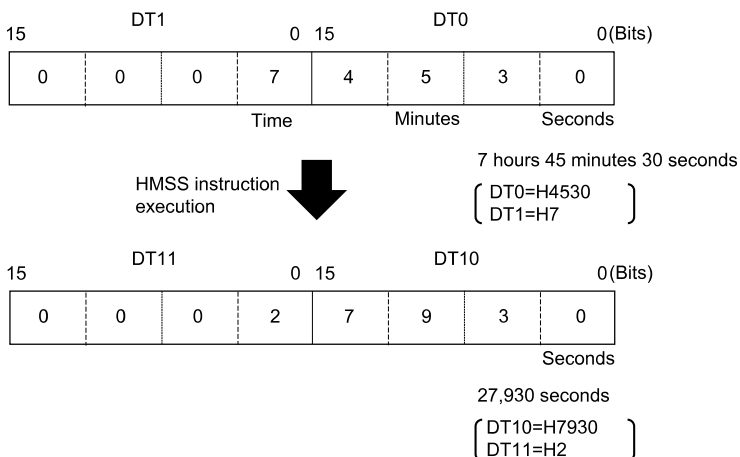 DT1 DT0
15 0 15 0(Bits)
0 0 0 7 4 5 3 0
Time Minutes Seconds
7 hours 45 minutes 30 seconds
HMSS instruction
execution
DT0=H4530
DT1=H7
DT11 DT10
15 0 15 0(Bits)
0 0 0 2 7 9 3 0
Seconds
27,930 seconds
DT10=H7930
DT11=H2